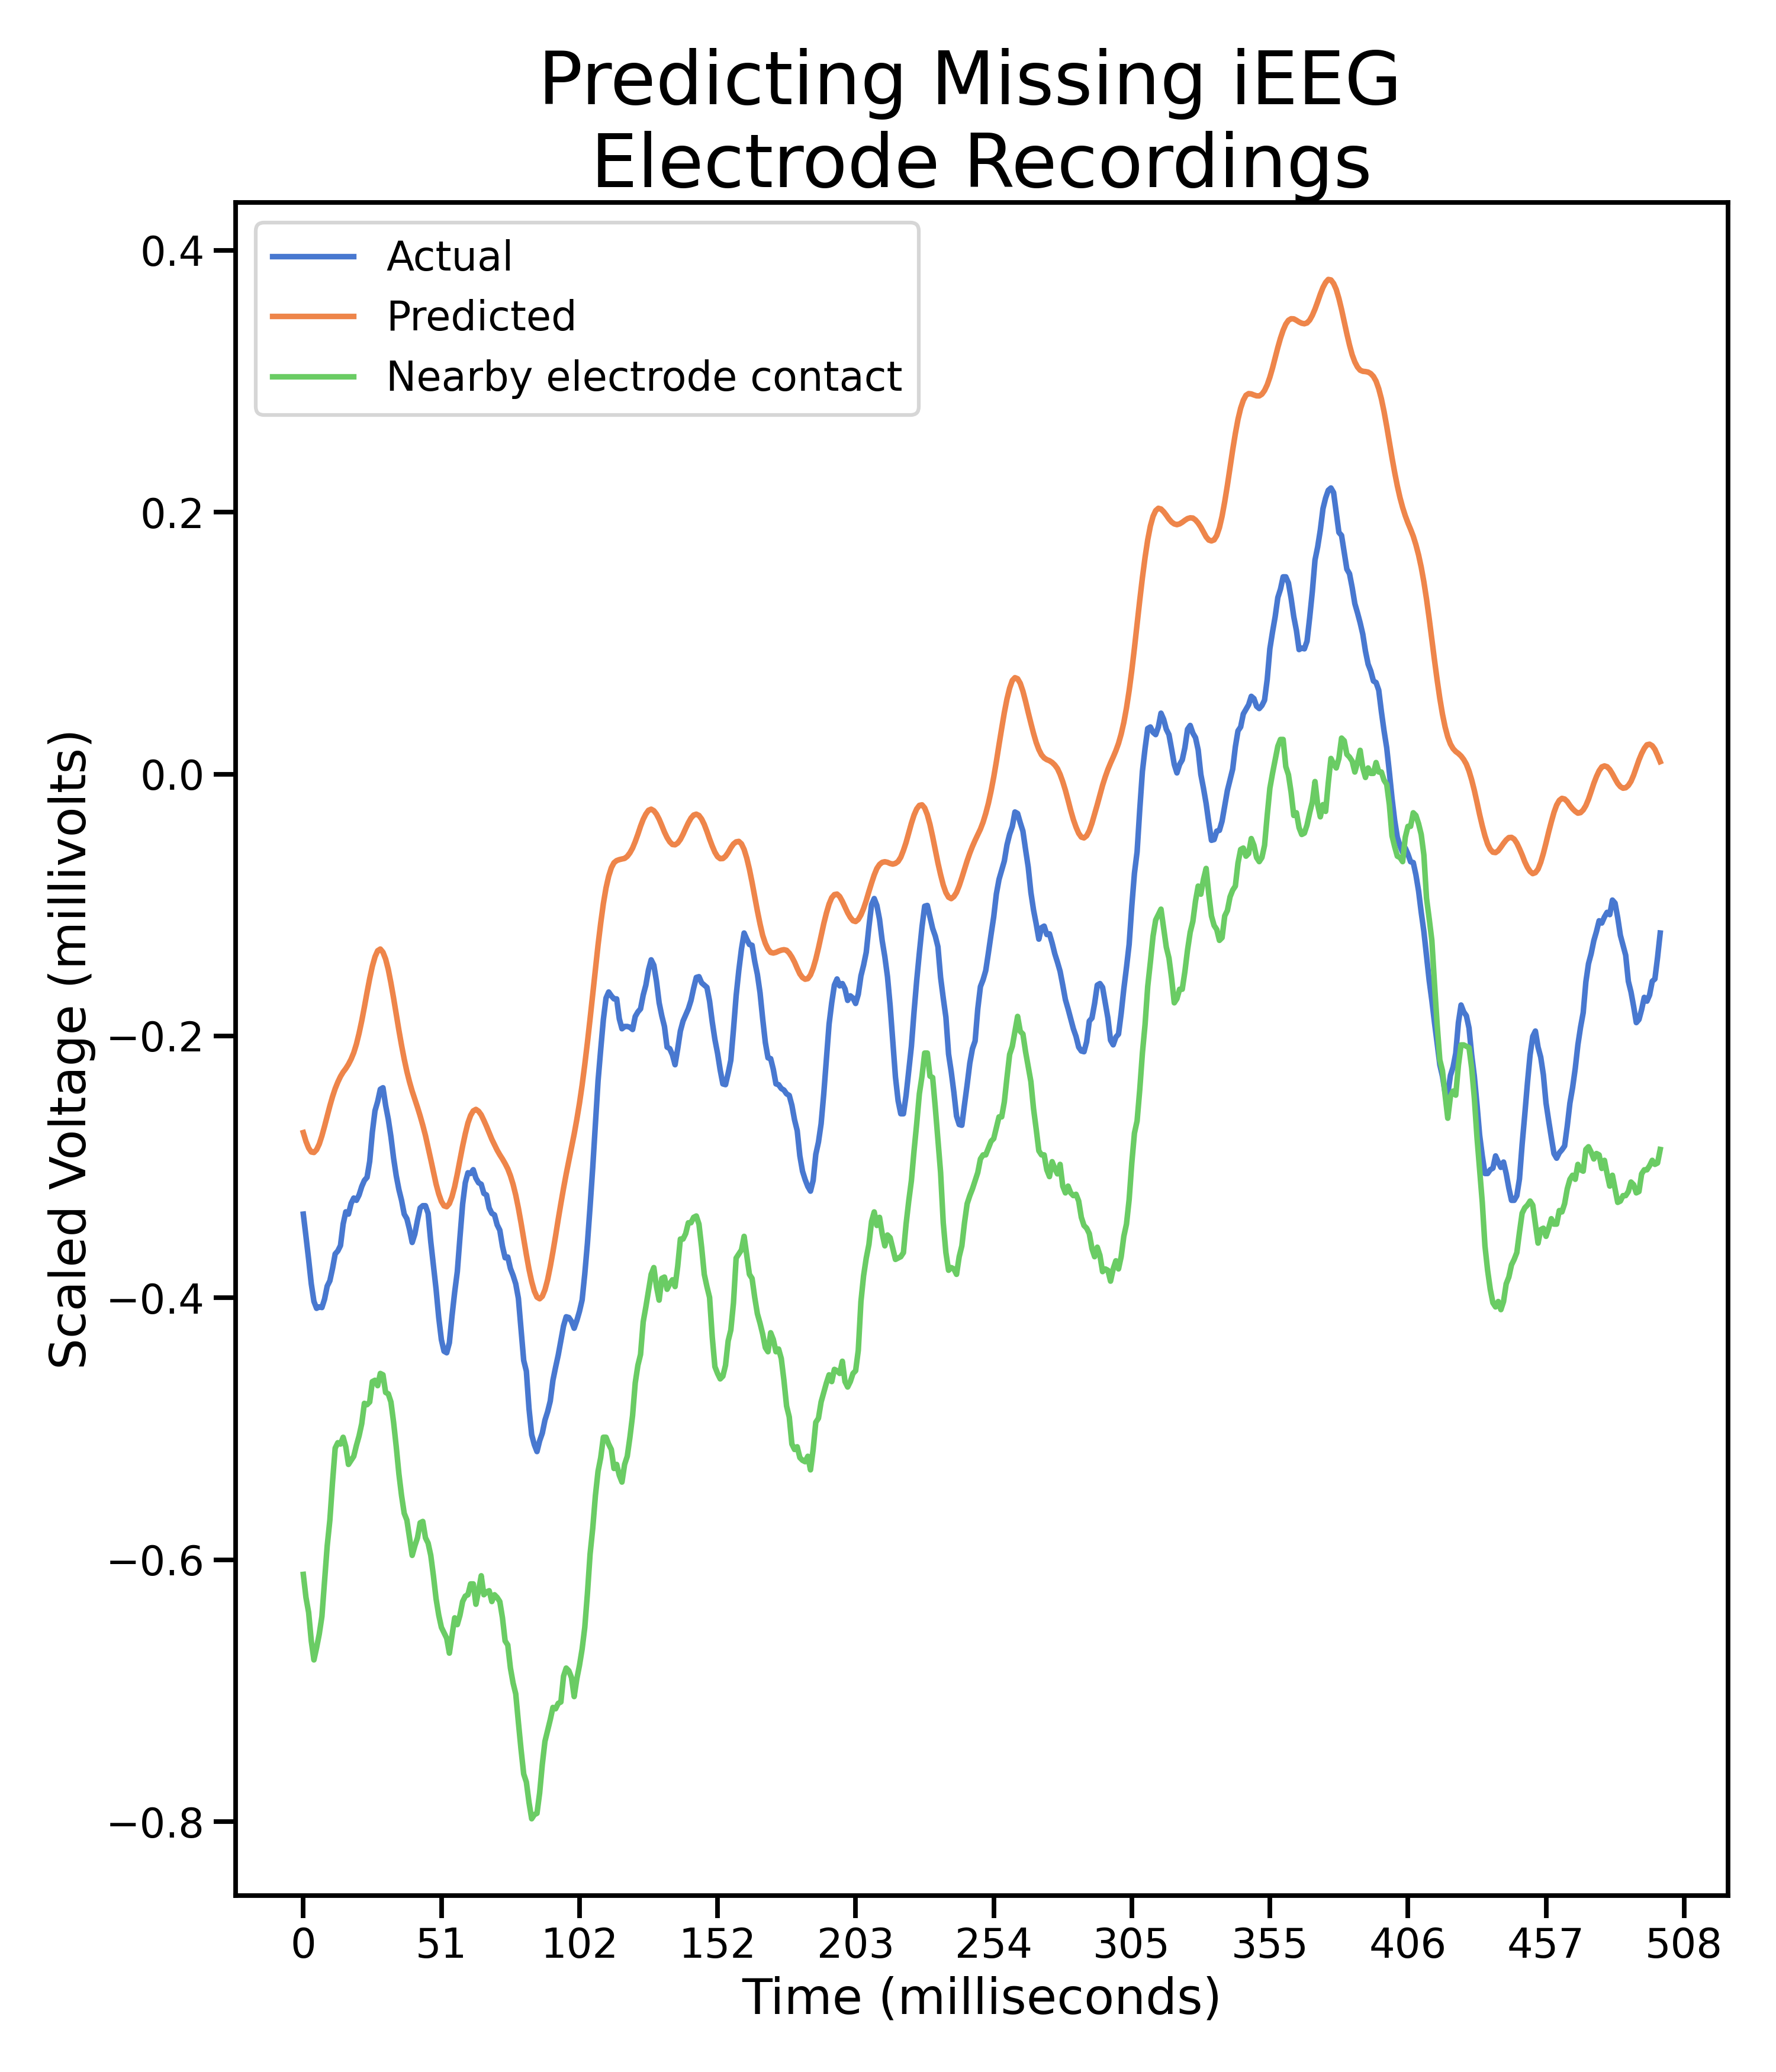 Predicting Missing iEEG
Electrode Recordings
Actual
Predicted
Nearby electrode contact
Scaled Voltage (millivolts)
0.4
0.2
0.0
−0.2
−0.4
−0.6
−0.8
0 51 102 152 203 254 305 355 406 457 508
Time (milliseconds)